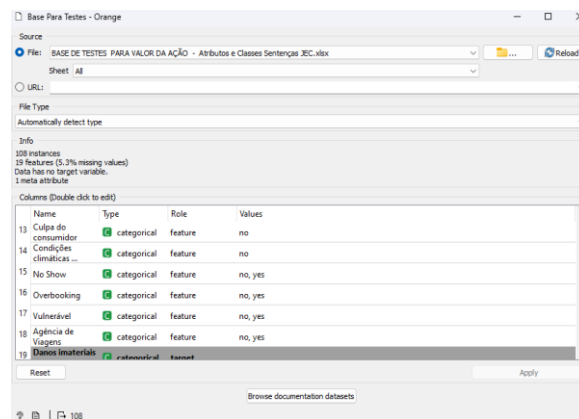 Base Para Testes - Orange
Source
File: BASE DE TESTES PARA VALOR DA AÇÃO - Atributos e Classes Sentenças JEC.xlsx ... Reload
Sheet All
URL:
File Type
Automatically detect type
Info
108 instances
19 features (5.3% missing values)
Data has no target variable.
1 meta attribute
Columns (Double click to edit)
Name Type Role Values
13 Culpa do consumidor C categorical feature no
14 Condições climáticas ... C categorical feature no
15 No Show C categorical feature no, yes
16 Overbooking C categorical feature no, yes
17 Vulnerável C categorical feature no, yes
18 Agência de Viagens C categorical feature no, yes
19 Danos imateriais C categorical target
Reset Apply
Browse documentation datasets
? 108